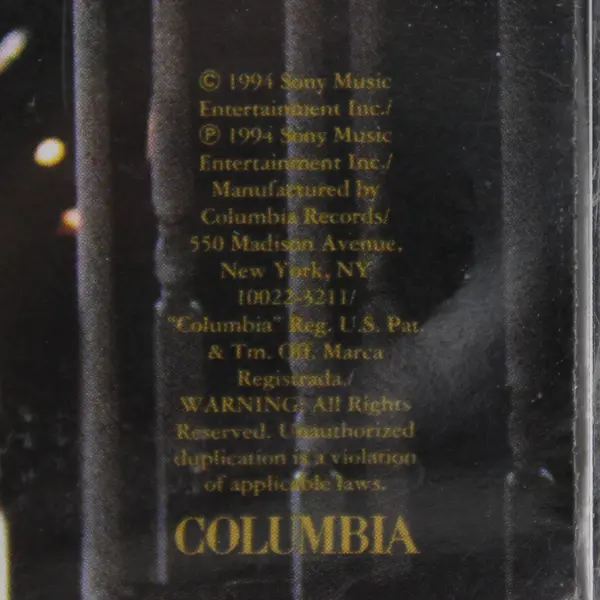 © 1994 Sony Music
Entertainment Inc./
℗ 1994 Sony Music
Entertainment Inc./
Manufactured by
Columbia Records/
550 Madison Avenue,
New York, NY
10022-3211/
"Columbia" Reg. U.S. Pat.
& Tm. Off. Marca
Registrada./
WARNING: All Rights
Reserved. Unauthorized
duplication is a violation
of applicable laws.
COLUMBIA